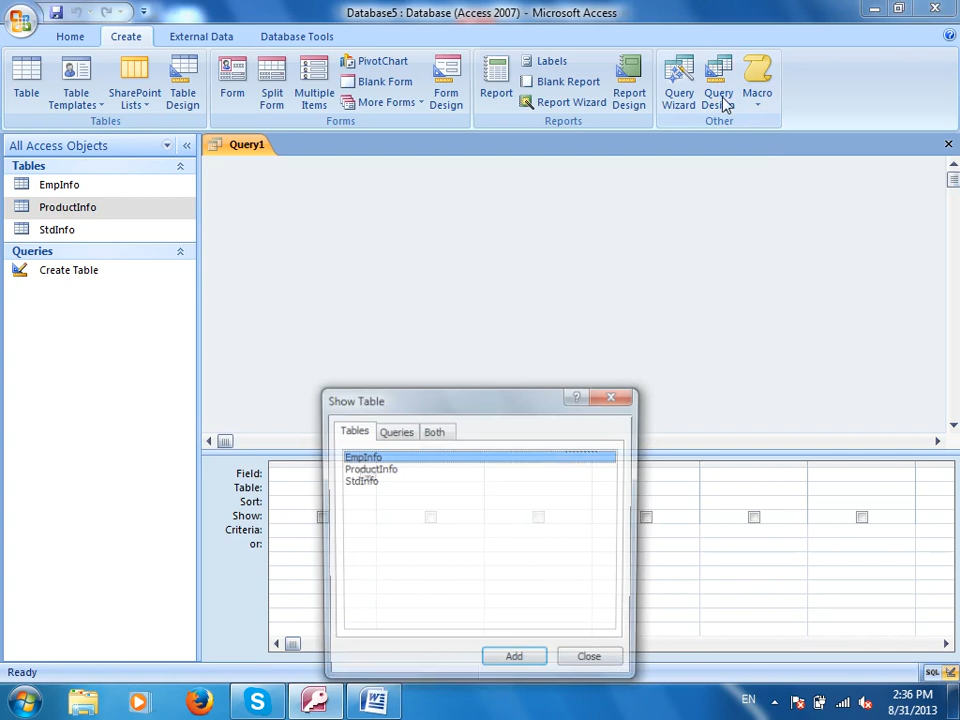 Database5 : Database (Access 2007) - Microsoft Access
Home Create External Data Database Tools
Table
Table Templates
SharePoint Lists
Table Design
Tables
Form
Split Form
Multiple Items
PivotChart
Blank Form
More Forms
Form Design
Forms
Report
Labels
Blank Report
Report Wizard
Report Design
Reports
Query Wizard
Query Design
Macro
Other
All Access Objects
Tables
EmpInfo
ProductInfo
StdInfo
Queries
Create Table
Query1
Show Table
Tables Queries Both
EmpInfo
ProductInfo
StdInfo
Add Close
Field:
Table:
Sort:
Show:
Criteria:
or:
Ready
SQL
EN
2:36 PM
8/31/2013